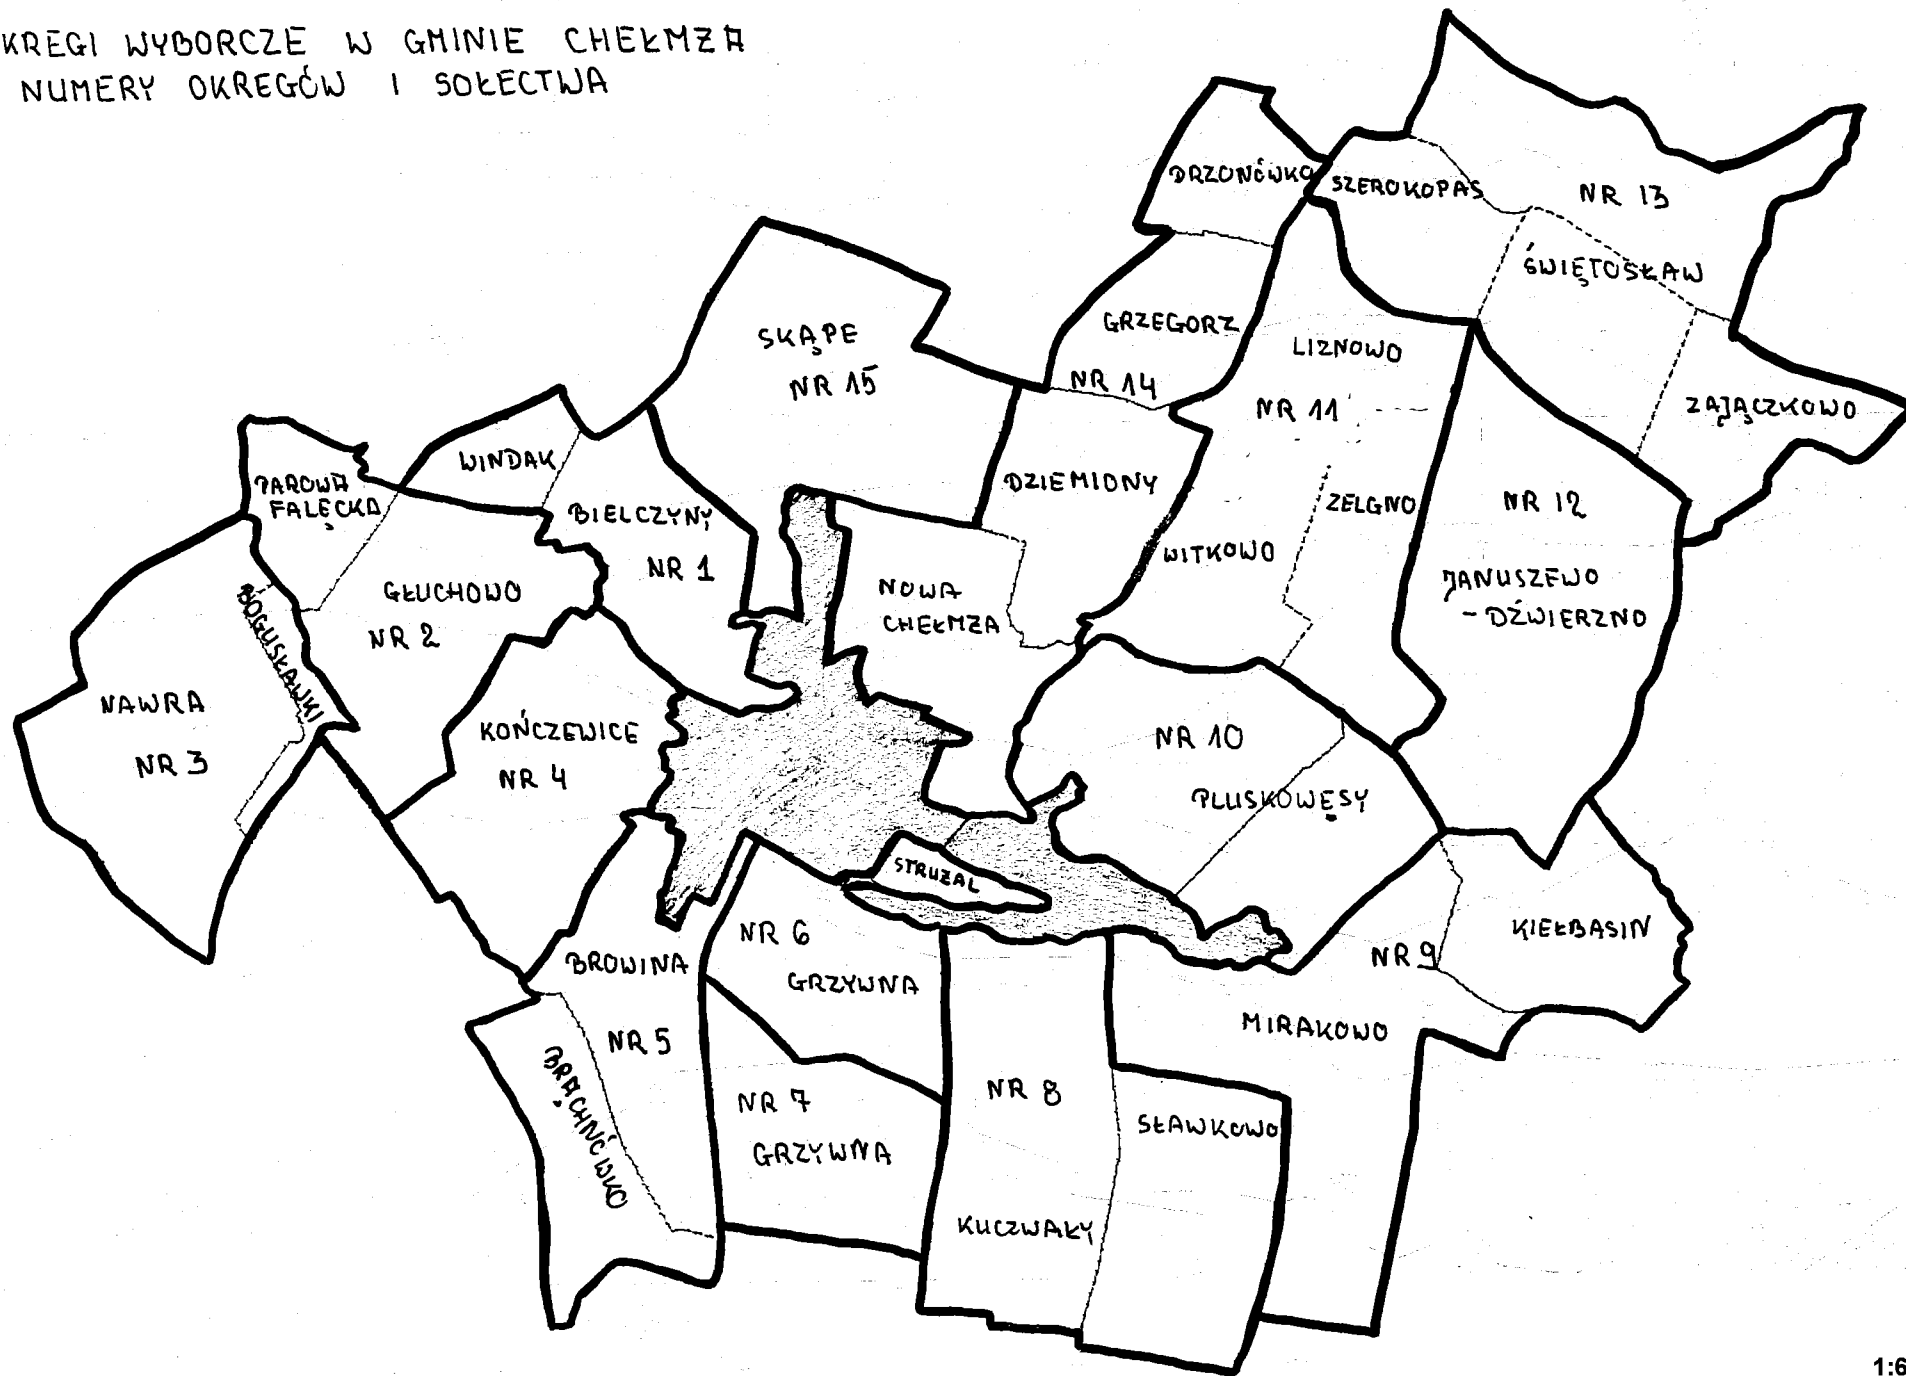 KREGI WYBORCZE W GMINIE CHEŁMŻA
NUMERY OKREGÓW I SOŁECTWA
DRZONÓWKO
SZEROKOPAS
NR 13
ŚWIĘTOSŁAW
GRZEGORZ
NR 14
LIZNOWO
NR 11
ZAJĄCZKOWO
SKĄPE
NR 15
WINDAK
PAROWA
FALĘCKA
BIELCZYNY
NR 1
DZIEMIONY
ZELGNO
WITKOWO
NR 12
JANUSZEWO
- DŹWIERZNO
GŁUCHOWO
NR 2
BOGUSŁAWKI
NOWA
CHEŁMŻA
NAWRA
NR 3
KOŃCZEWICE
NR 4
NR 10
PLUSKOWĘSY
STRUŻAL
KIEŁBASIN
NR 9
MIRAKOWO
NR 6
GRZYWNA
BROWINA
NR 5
BRĄCHNÓWKO
NR 7
GRZYWNA
NR 8
KUCZWAŁY
SŁAWKOWO
1:6